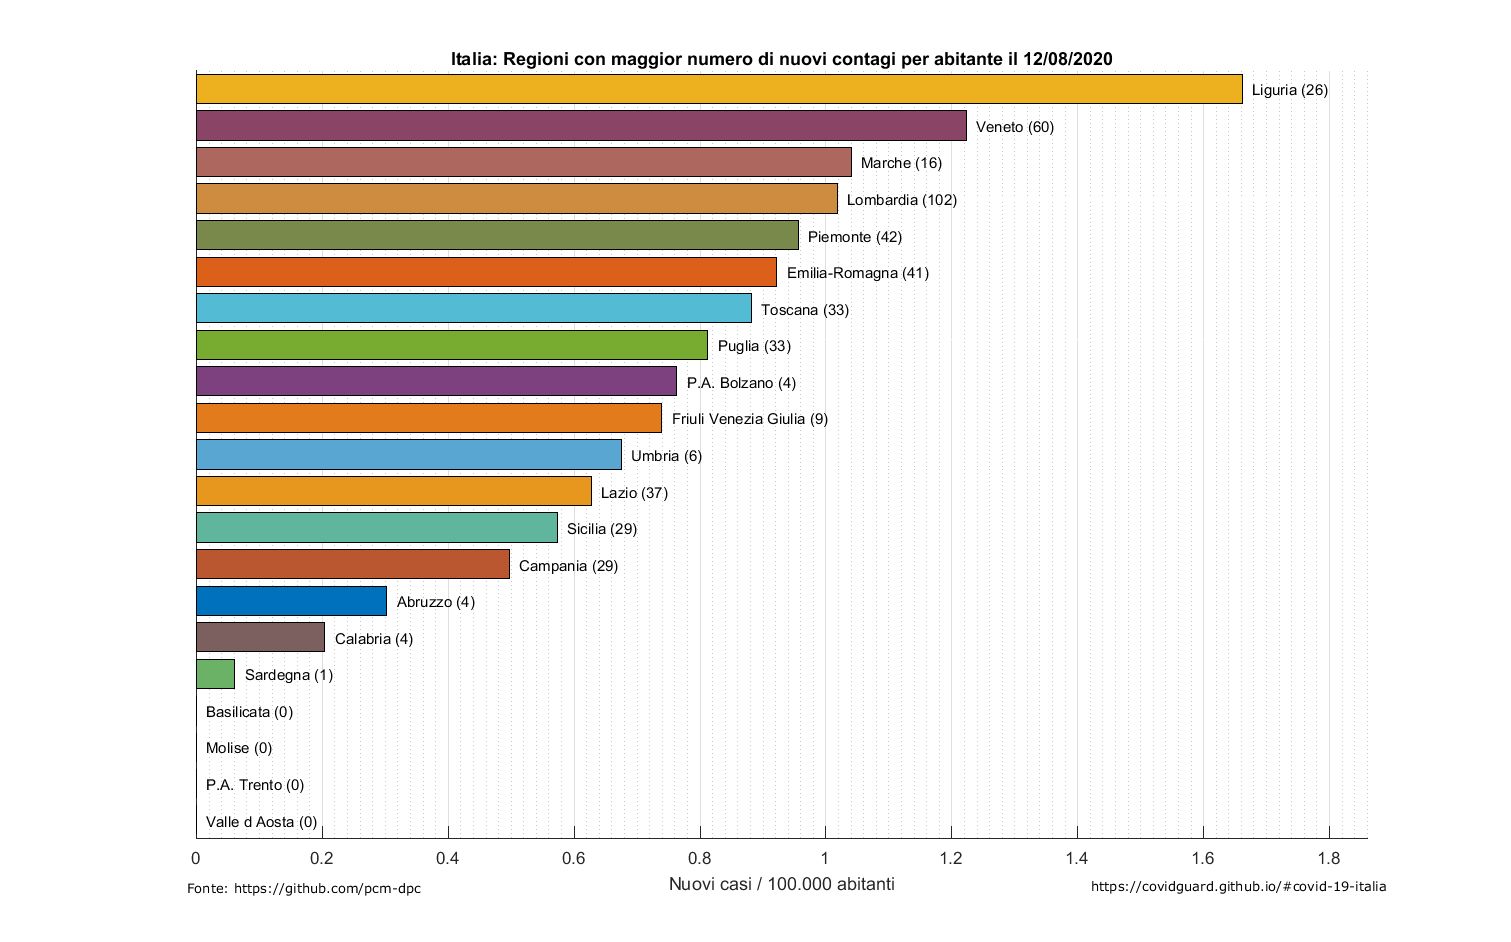 Italia: Regioni con maggior numero di nuovi contagi per abitante il 12/08/2020
Liguria (26)
Veneto (60)
Marche (16)
Lombardia (102)
Piemonte (42)
Emilia-Romagna (41)
Toscana (33)
Puglia (33)
P.A. Bolzano (4)
Friuli Venezia Giulia (9)
Umbria (6)
Lazio (37)
Sicilia (29)
Campania (29)
Abruzzo (4)
Calabria (4)
Sardegna (1)
Basilicata (0)
Molise (0)
P.A. Trento (0)
Valle d Aosta (0)
0 0.2 0.4 0.6 0.8 1 1.2 1.4 1.6 1.8
Nuovi casi / 100.000 abitanti
Fonte: https://github.com/pcm-dpc
https://covidguard.github.io/#covid-19-italia